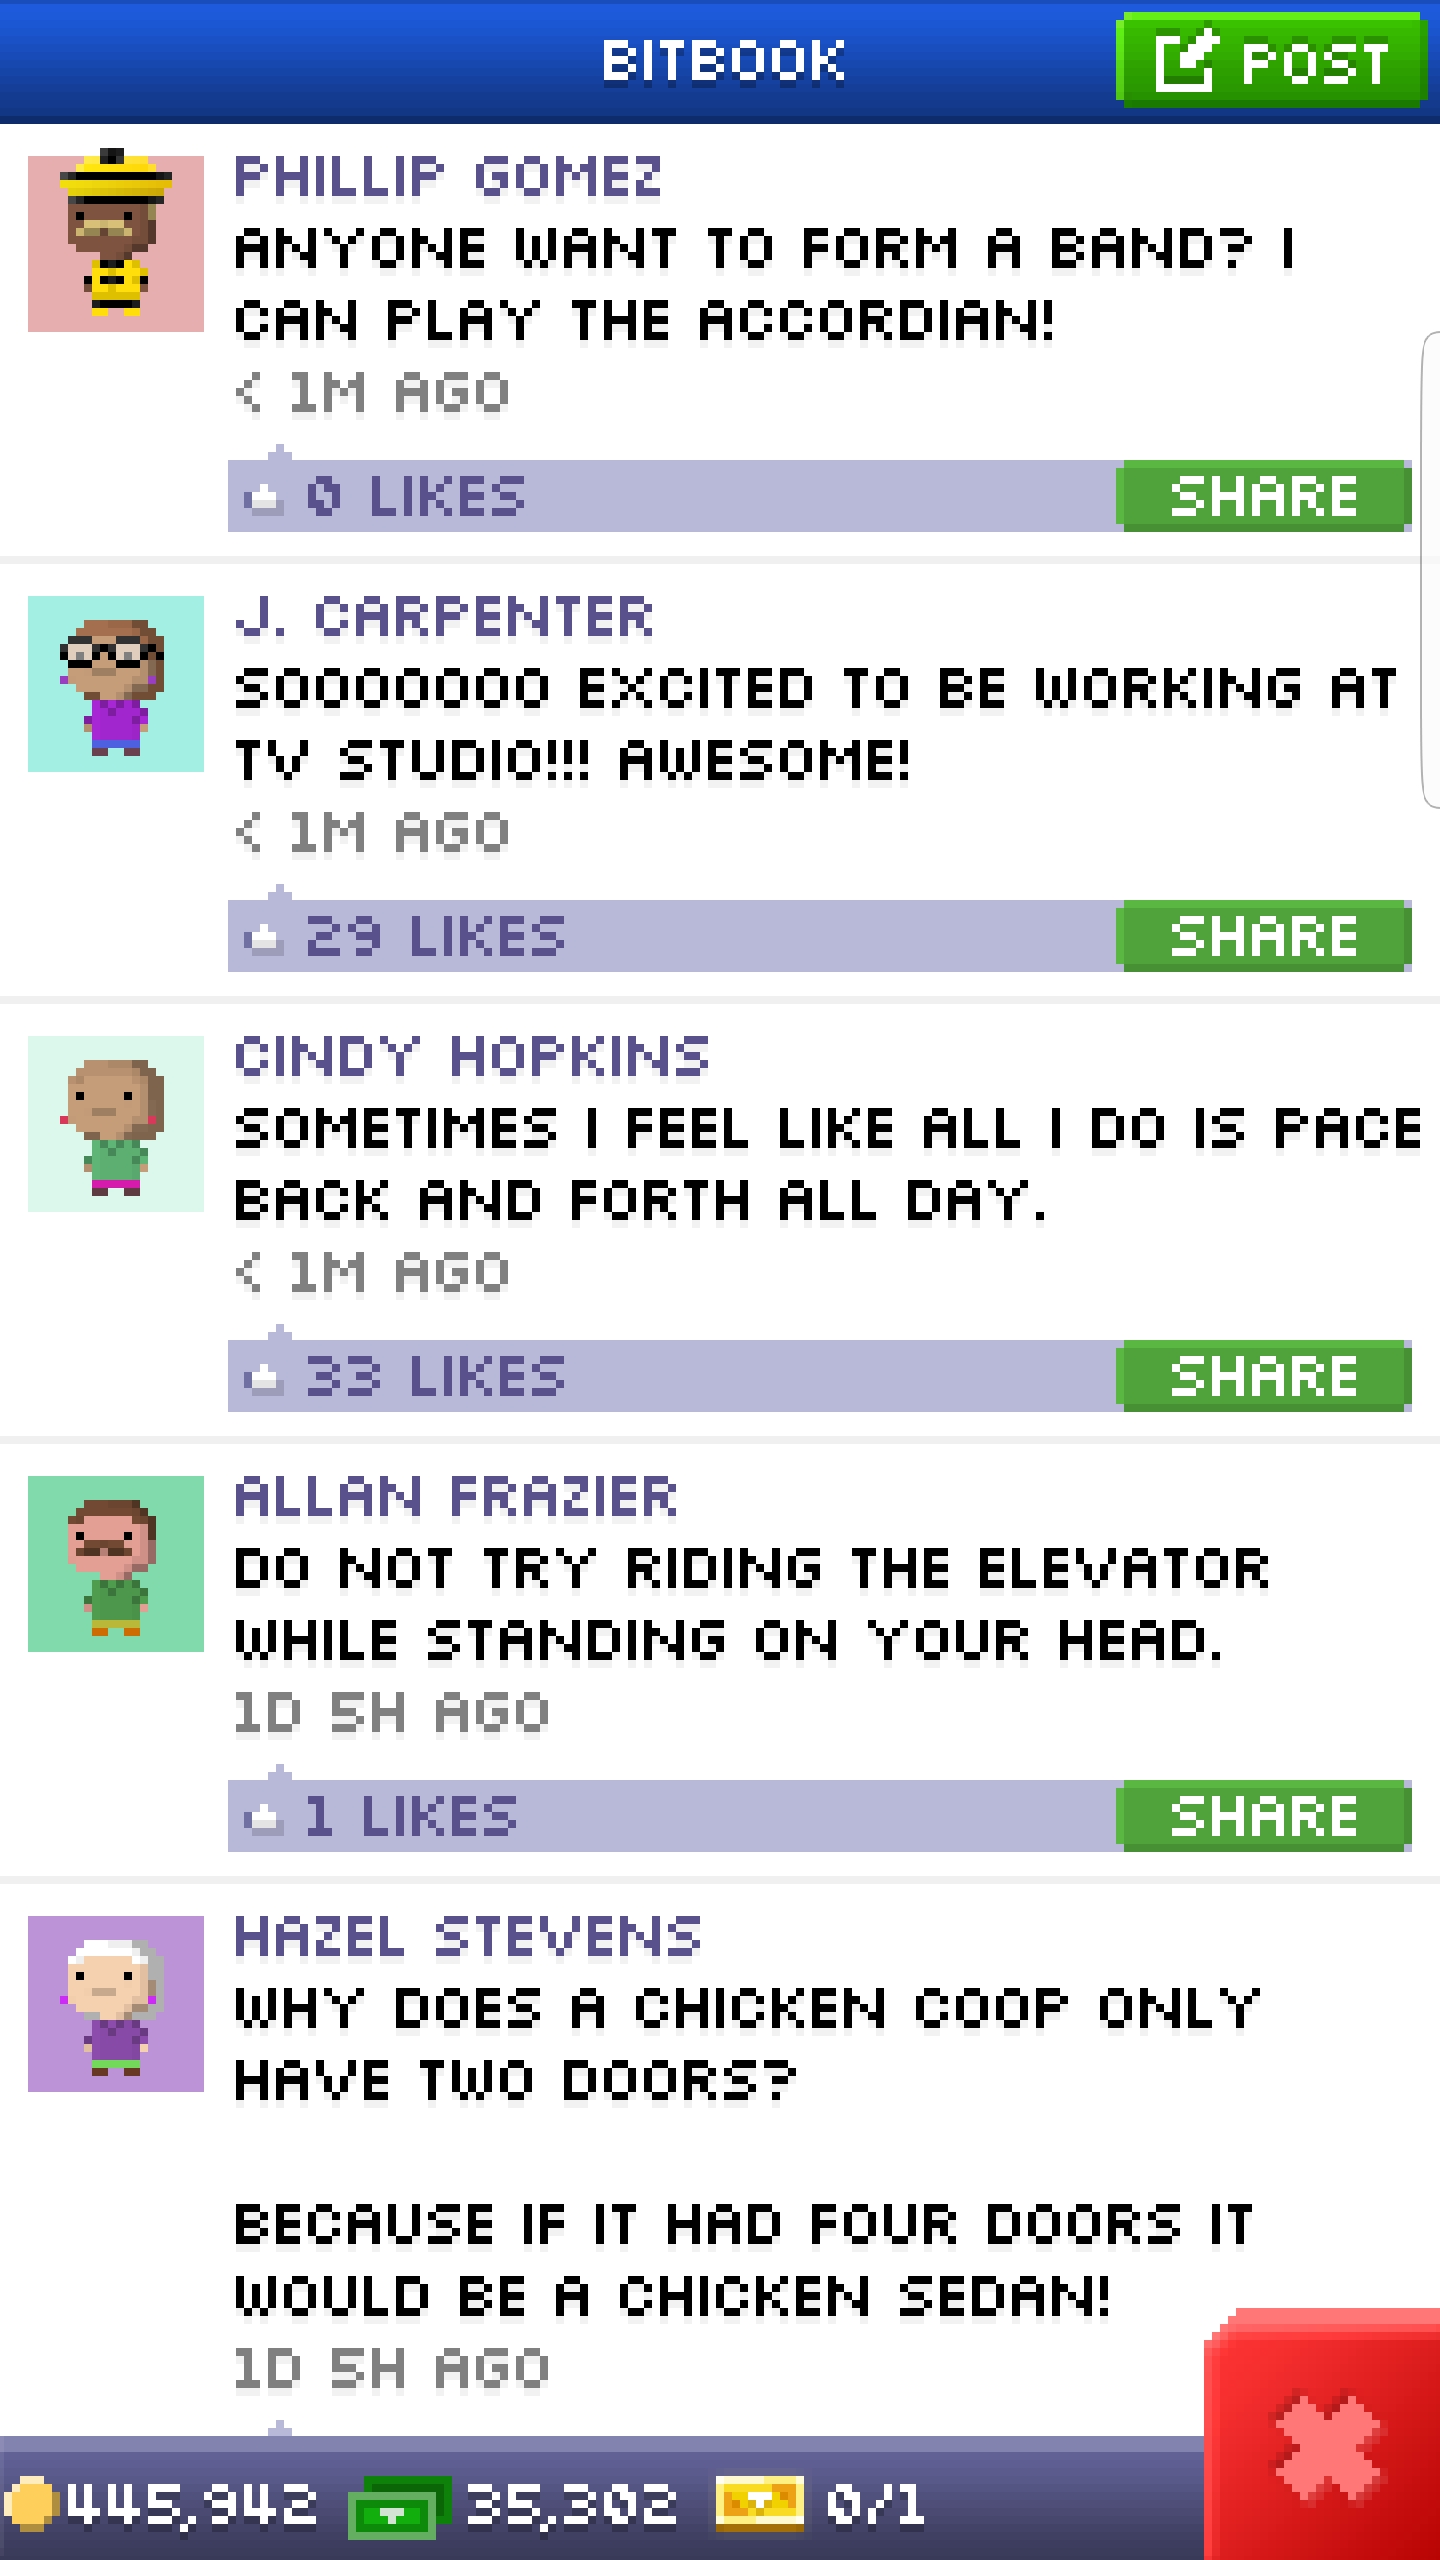 BITBOOK
POST
PHILLIP GOMEZ
ANYONE WANT TO FORM A BAND? I
CAN PLAY THE ACCORDIAN!
< 1M AGO
0 LIKES
SHARE
J. CARPENTER
SOOOOOOO EXCITED TO BE WORKING AT
TV STUDIO!!! AWESOME!
< 1M AGO
29 LIKES
SHARE
CINDY HOPKINS
SOMETIMES I FEEL LIKE ALL I DO IS PACE
BACK AND FORTH ALL DAY.
< 1M AGO
33 LIKES
SHARE
ALLAN FRAZIER
DO NOT TRY RIDING THE ELEVATOR
WHILE STANDING ON YOUR HEAD.
1D 5H AGO
1 LIKES
SHARE
HAZEL STEVENS
WHY DOES A CHICKEN COOP ONLY
HAVE TWO DOORS?
BECAUSE IF IT HAD FOUR DOORS IT
WOULD BE A CHICKEN SEDAN!
1D 5H AGO
445,942 35,302 0/1